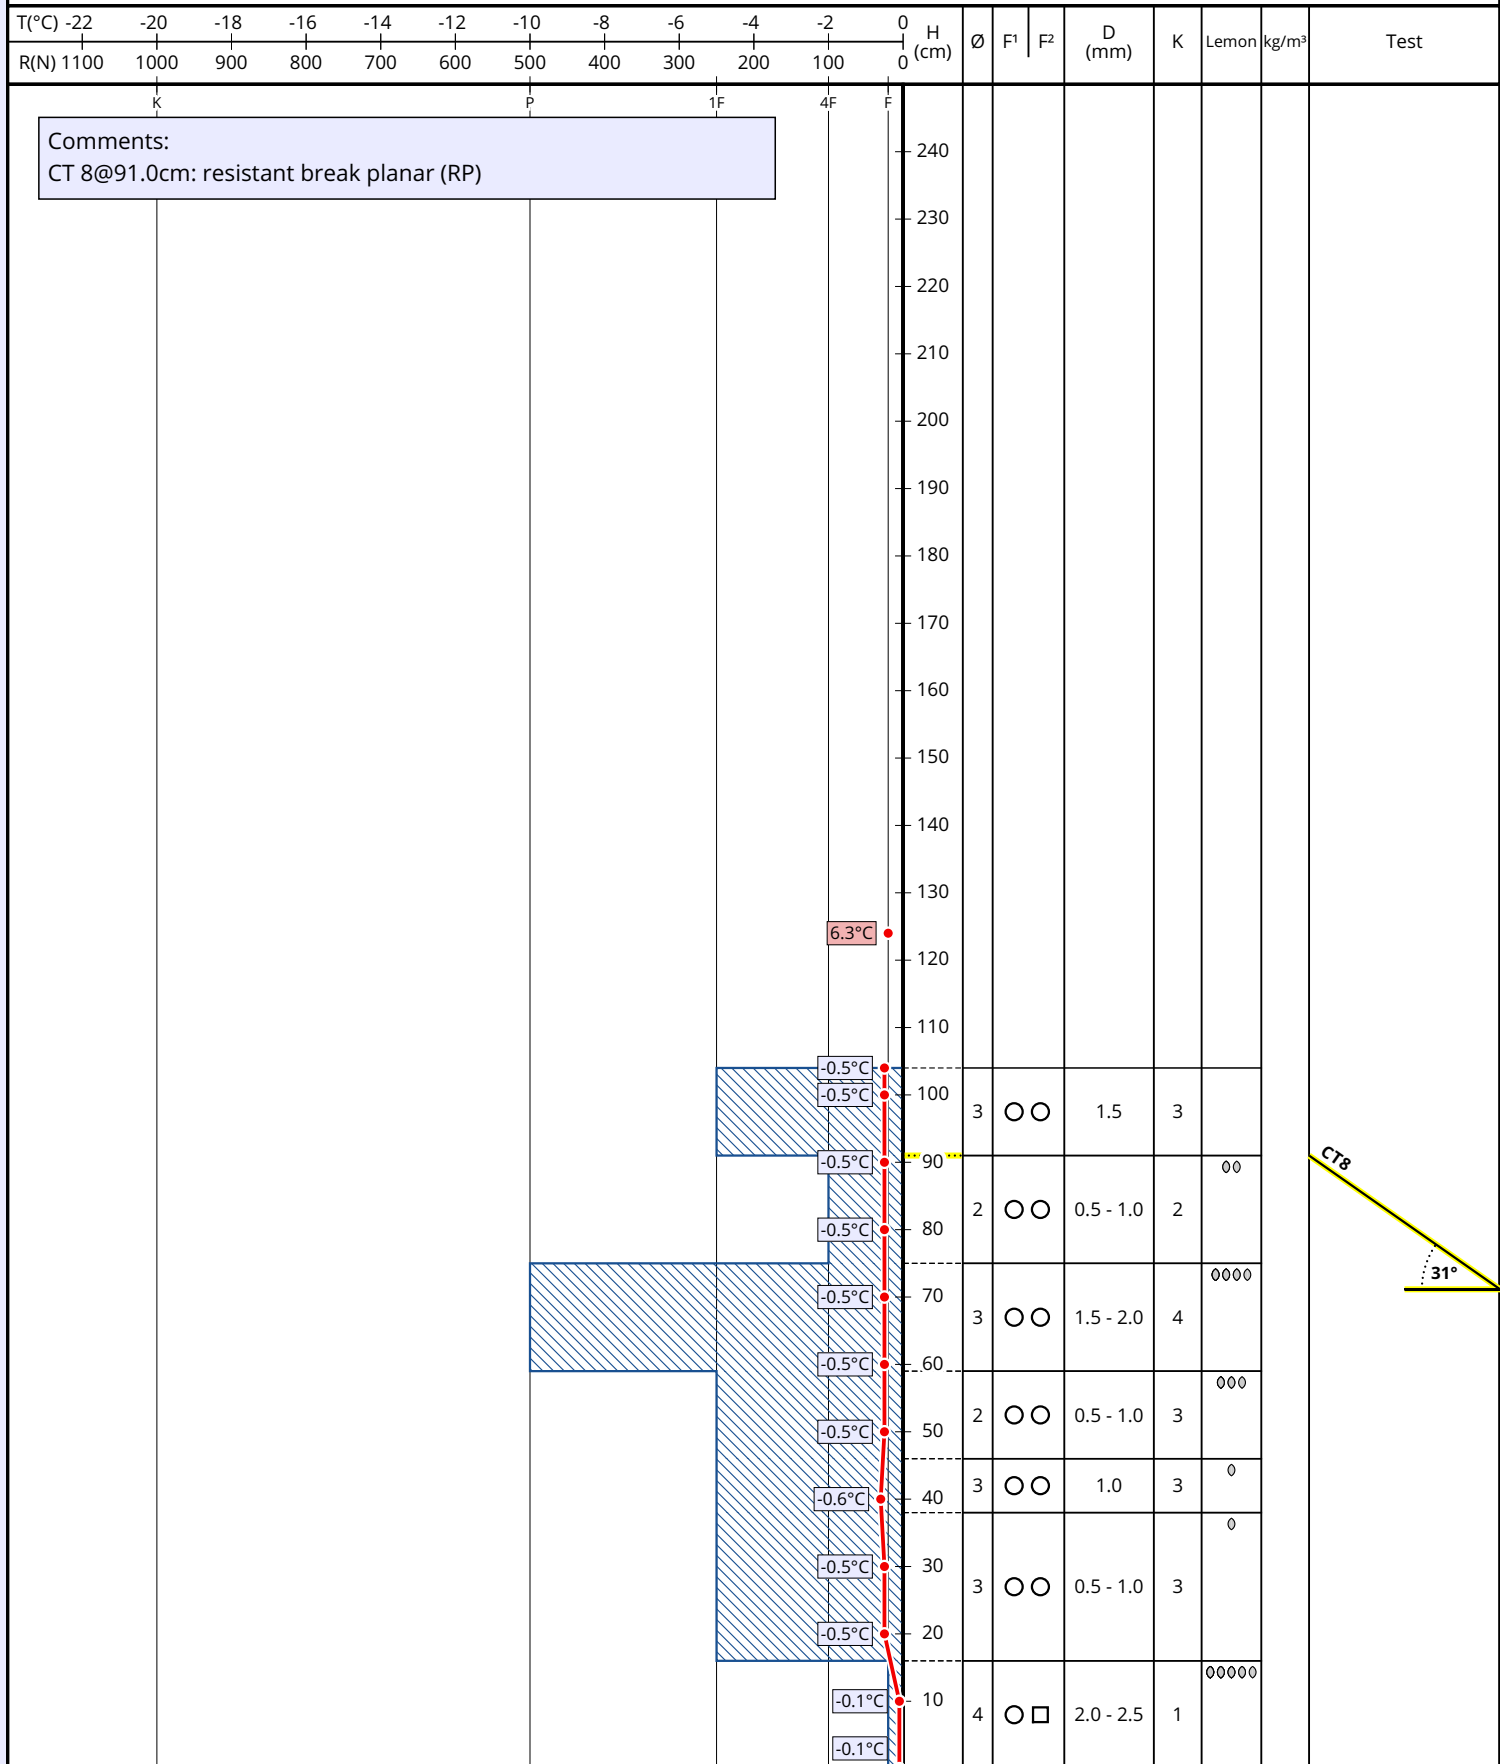 T(°C) -22 -20 -18 -16 -14 -12 -10 -8 -6 -4 -2 0
R(N) 1100 1000 900 800 700 600 500 400 300 200 100 0
H (cm) Ø F¹ F² D (mm) K Lemon kg/m³ Test
K P 1F 4F F
Comments:
CT 8@91.0cm: resistant break planar (RP)
240
230
220
210
200
190
180
170
160
150
140
130
6.3°C
120
110
-0.5°C
-0.5°C 100
3 1.5 3
-0.5°C 90
CT8
2 0.5 - 1.0 2
-0.5°C 80
31°
-0.5°C 70
3 1.5 - 2.0 4
-0.5°C 60
2 0.5 - 1.0 3
-0.5°C 50
3 1.0 3
-0.6°C 40
-0.5°C 30
3 0.5 - 1.0 3
-0.5°C 20
-0.1°C 10
4 2.0 - 2.5 1
-0.1°C